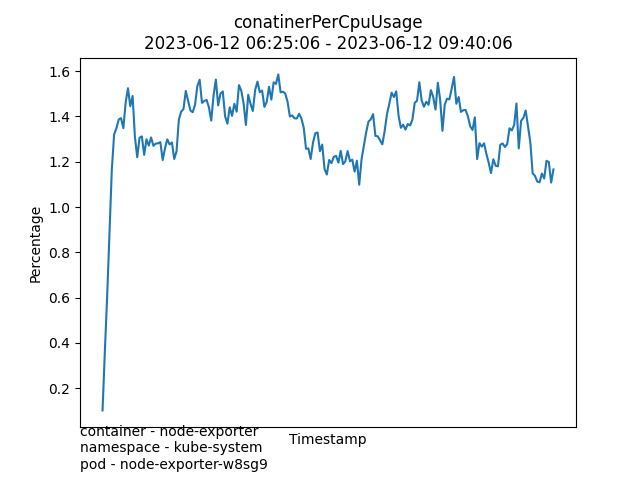 conatinerPerCpuUsage
2023-06-12 06:25:06 - 2023-06-12 09:40:06
1.6
1.4
1.2
1.0
0.8
0.6
0.4
0.2
Percentage
Timestamp
container - node-exporter
namespace - kube-system
pod - node-exporter-w8sg9